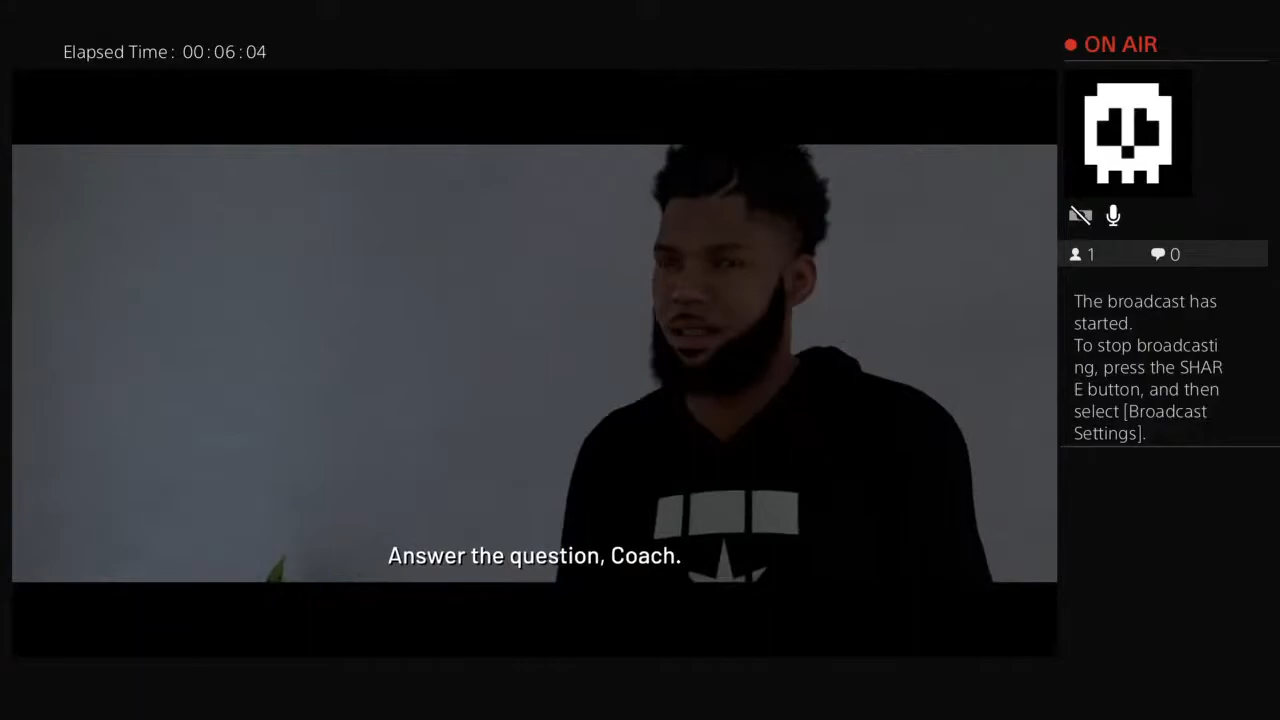 Elapsed Time: 00:06:04
ON AIR
1
0
The broadcast has
started.
To stop broadcasti
ng, press the SHAR
E button, and then
select [Broadcast
Settings].
Answer the question, Coach.